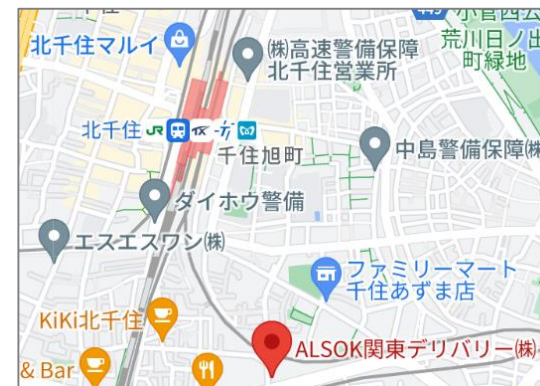 千住
北千住マルイ
(株)高速警備保障
北千住営業所
荒川日ノ出
町緑地
北千住
JR
TX
千住旭町
中島警備保障(株
ダイホウ警備
エスエスワン(株)
ファミリーマート
千住あずま店
KiKi北千住
ALSOK関東デリバリー(株)
& Bar